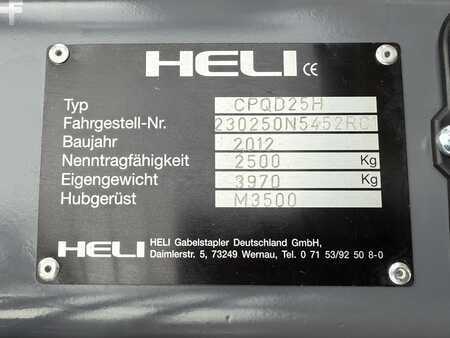 HELI CE
Typ CPQD25H
Fahrgestell-Nr. 230250N5452RC
Baujahr 2012
Nenntragfähigkeit 2500 Kg
Eigengewicht 3970 Kg
Hubgerüst M3500
HELI HELI Gabelstapler Deutschland GmbH,
Daimlerstr. 5, 73249 Wernau, Tel. 0 71 53/92 50 8-0